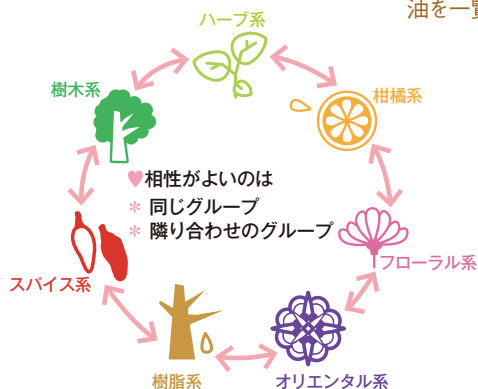 油を一覧
ハーブ系
樹木系
柑橘系
♥相性がよいのは
＊ 同じグループ
＊ 隣り合わせのグループ
フローラル系
スパイス系
樹脂系
オリエンタル系